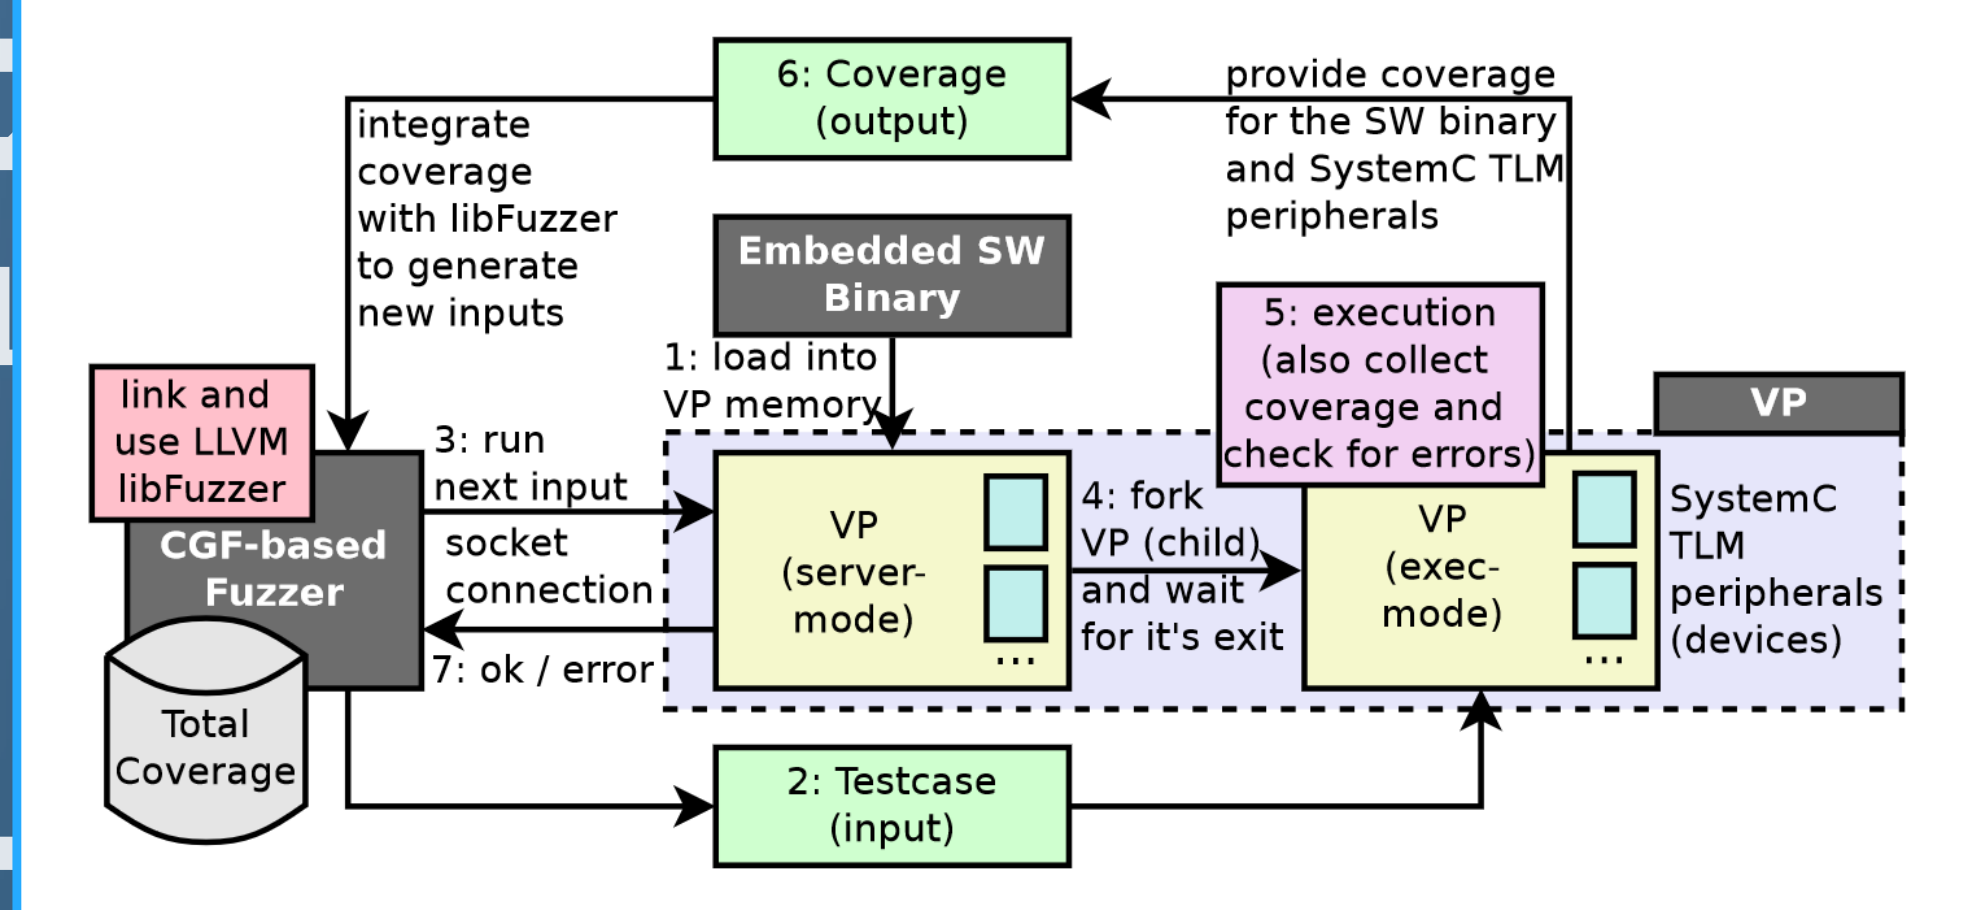 6: Coverage
(output)
provide coverage
for the SW binary
and SystemC TLM
peripherals
integrate
coverage
with libFuzzer
to generate
new inputs
Embedded SW
Binary
1: load into
VP memory
5: execution
(also collect
coverage and
check for errors)
VP
link and
use LLVM
libFuzzer
CGF-based
Fuzzer
Total
Coverage
3: run
next input
socket
connection
7: ok / error
VP
(server-
mode)
...
4: fork
VP (child)
and wait
for it's exit
VP
(exec-
mode)
...
SystemC
TLM
peripherals
(devices)
2: Testcase
(input)